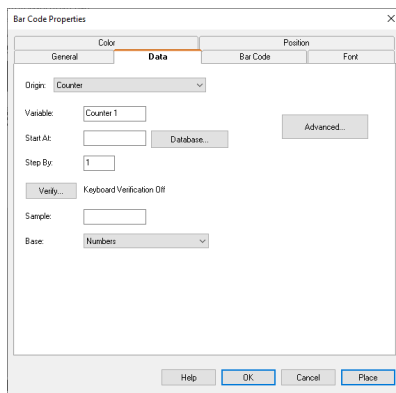 Bar Code Properties
Color Position
General Data Bar Code Font
Origin: Counter
Variable: Counter 1
Advanced...
Start At: Database...
Step By: 1
Verify... Keyboard Verification Off
Sample:
Base: Numbers
Help OK Cancel Place